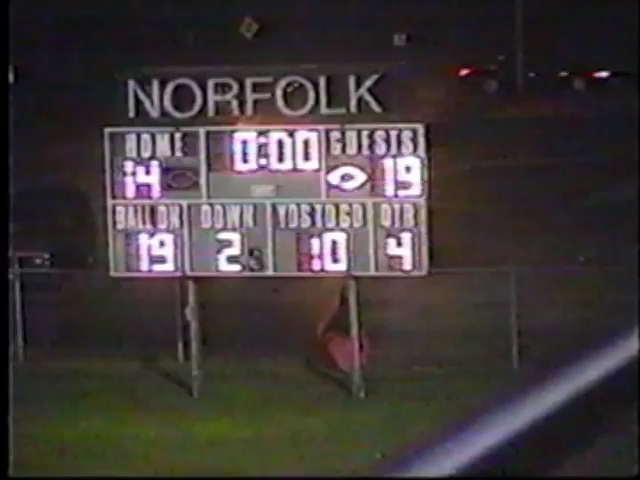 NORFOLK
HOME 0:00 GUESTS
14 19
BALL ON DOWN YDS TO GO QTR
19 2 10 4